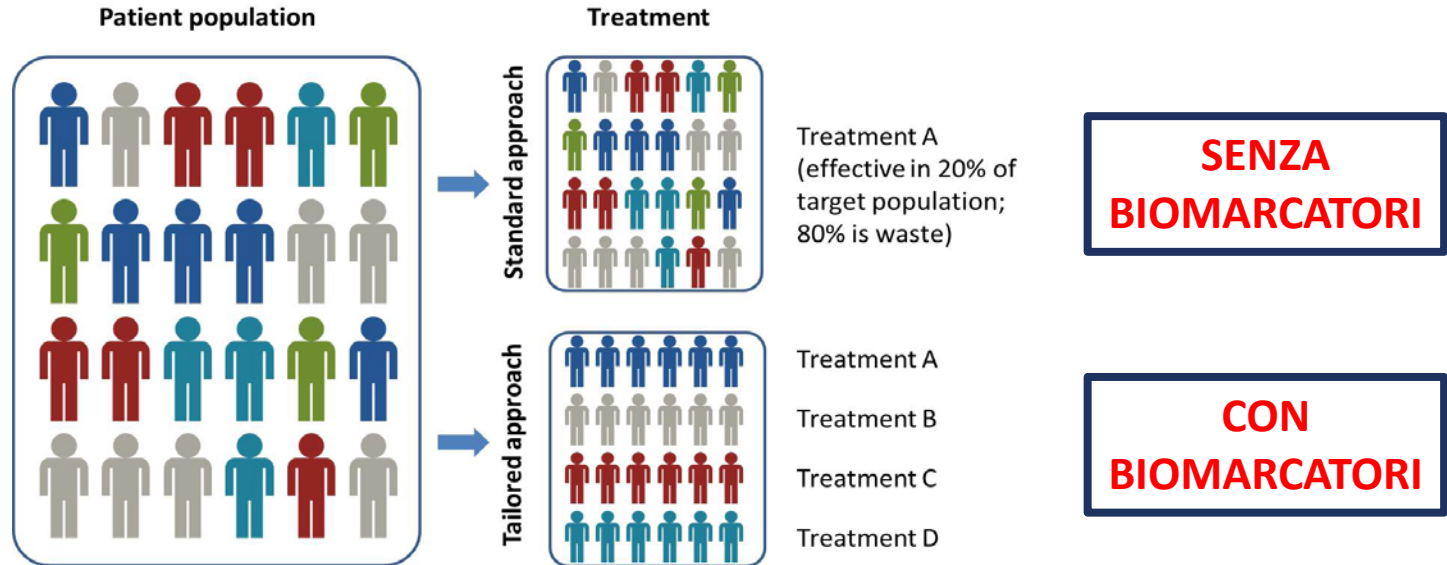 Patient population
Treatment
Standard approach
Treatment A
(effective in 20% of
target population;
80% is waste)
SENZA
BIOMARCATORI
Tailored approach
Treatment A
Treatment B
Treatment C
Treatment D
CON
BIOMARCATORI